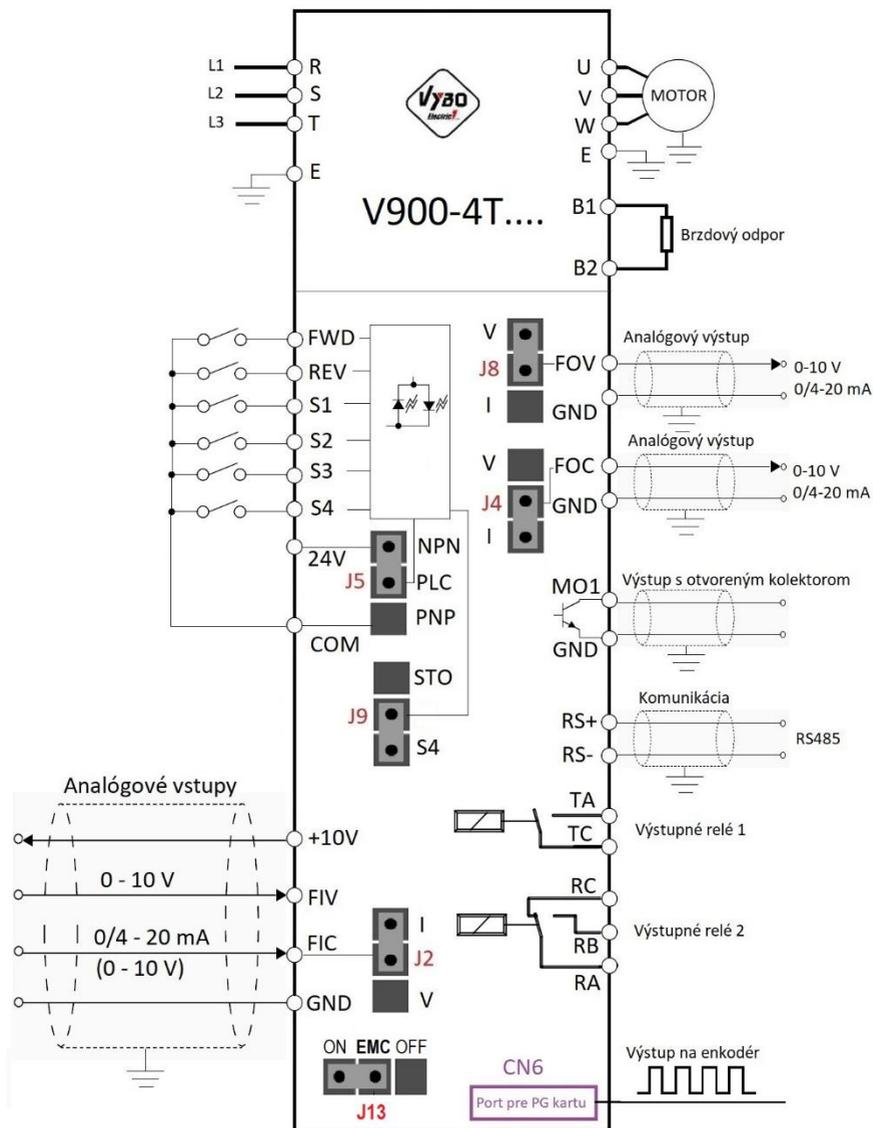 L1
L2
L3
R
S
T
E
VYBO
Electric
V900-4T....
U
V
W
E
MOTOR
B1
B2
Brzdový odpor
FWD
REV
S1
S2
S3
S4
24V
COM
J5
NPN
PLC
PNP
STO
J9
S4
V
J8
I
FOV
GND
Analógový výstup
0-10 V
0/4-20 mA
V
J4
I
FOC
GND
Analógový výstup
0-10 V
0/4-20 mA
MO1
GND
Výstup s otvoreným kolektorom
Komunikácia
RS+
RS-
RS485
TA
TC
Výstupné relé 1
RC
RB
RA
Výstupné relé 2
Analógové vstupy
+10V
0 - 10 V
FIV
0/4 - 20 mA
(0 - 10 V)
FIC
GND
I
J2
V
ON EMC OFF
J13
CN6
Port pre PG kartu
Výstup na enkodér